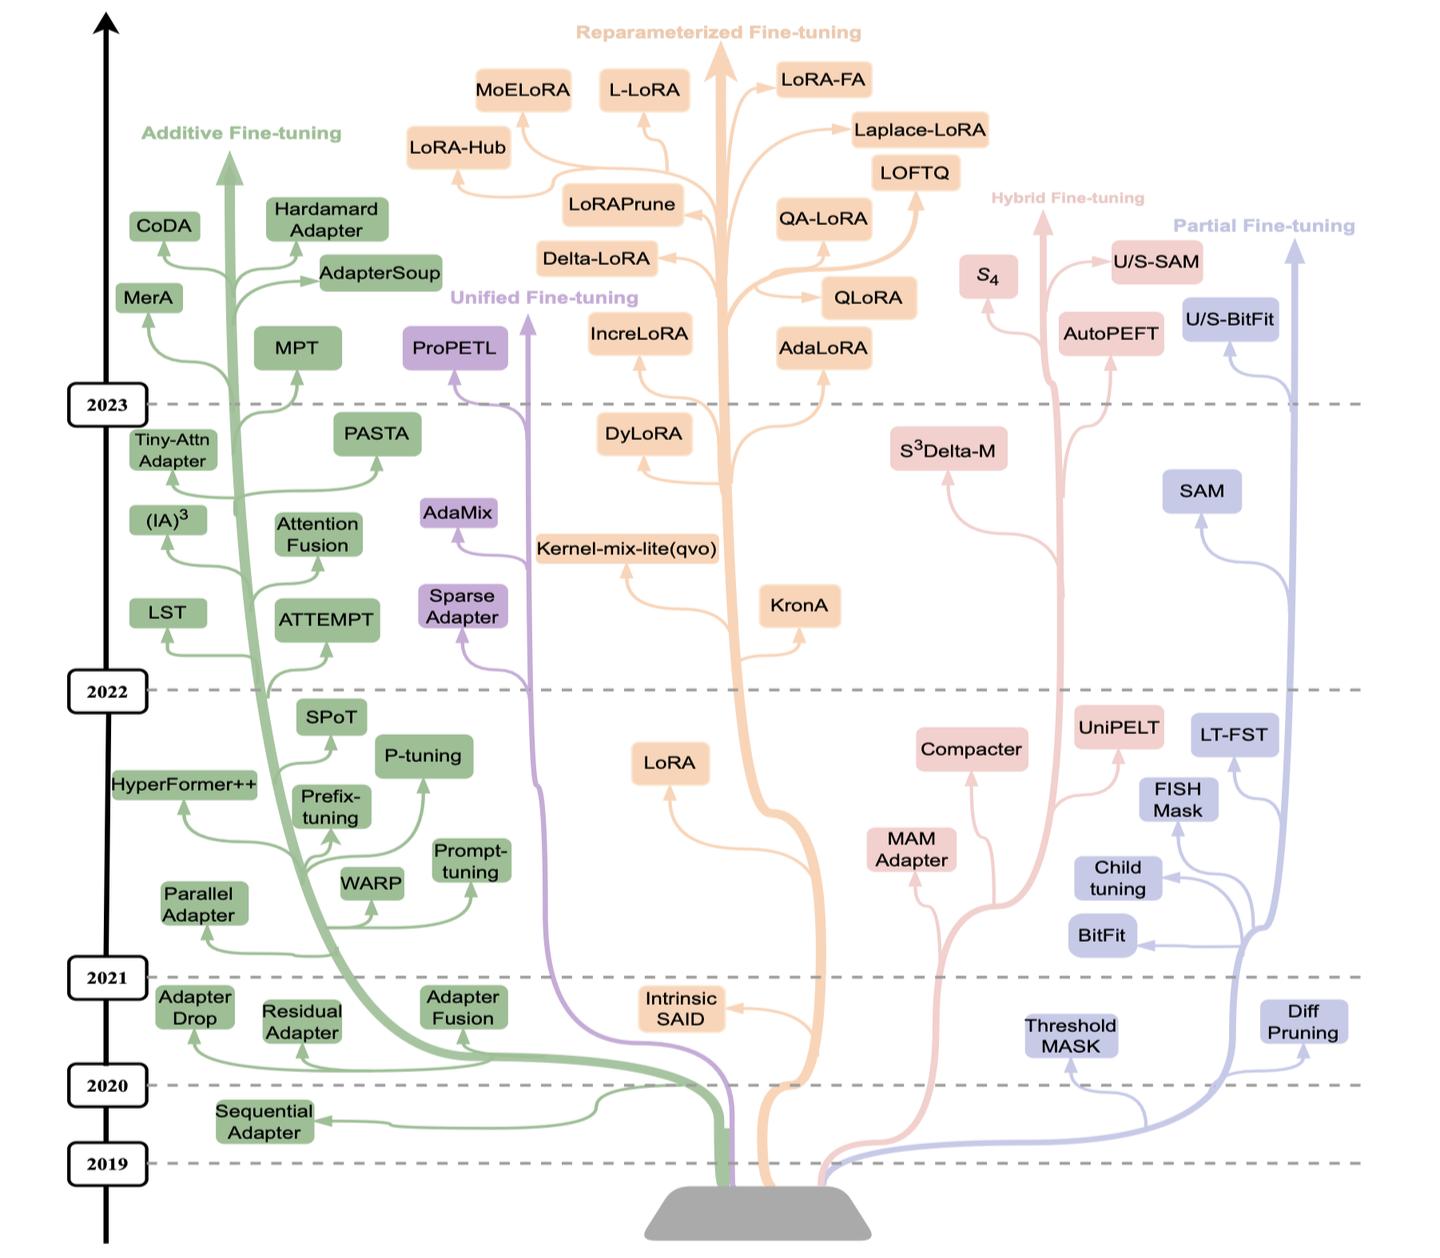 Reparameterized Fine-tuning
MoELoRA
L-LoRA
LoRA-FA
Additive Fine-tuning
LoRA-Hub
Laplace-LoRA
LOFTQ
Hybrid Fine-tuning
CoDA
Hardamard
Adapter
LoRAPrune
QA-LoRA
Partial Fine-tuning
AdapterSoup
Delta-LoRA
S4
U/S-SAM
MerA
Unified Fine-tuning
QLoRA
MPT
ProPETL
IncreLoRA
AdaLoRA
AutoPEFT
U/S-BitFit
2023
Tiny-Attn
Adapter
PASTA
DyLoRA
S3Delta-M
SAM
(IA)3
Attention
Fusion
AdaMix
Kernel-mix-lite(qvo)
LST
ATTEMPT
Sparse
Adapter
KronA
2022
SPoT
P-tuning
LoRA
Compacter
UniPELT
LT-FST
HyperFormer++
Prefix-
tuning
FISH
Mask
WARP
Prompt-
tuning
MAM
Adapter
Child
tuning
Parallel
Adapter
BitFit
2021
Adapter
Drop
Residual
Adapter
Adapter
Fusion
Intrinsic
SAID
Threshold
MASK
Diff
Pruning
2020
Sequential
Adapter
2019